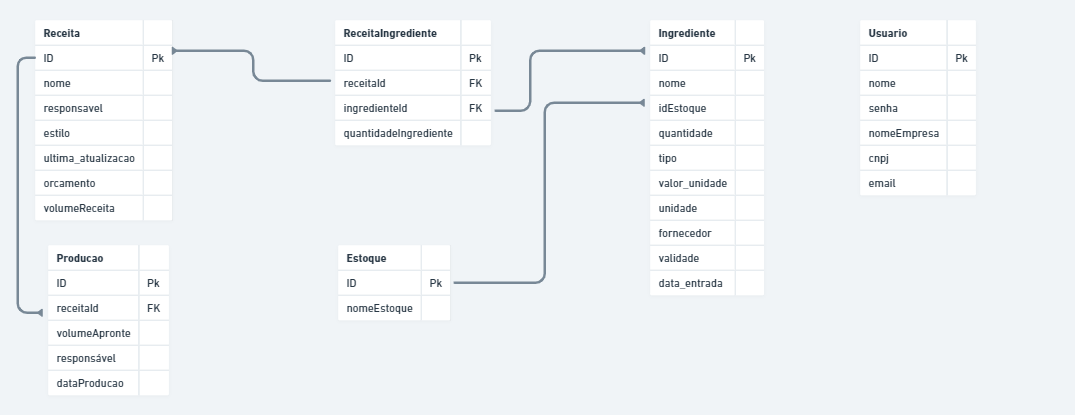 Receita
ID Pk
nome
responsavel
estilo
ultima_atualizacao
orcamento
volumeReceita
ReceitaIngrediente
ID Pk
receitaId FK
ingredienteId FK
quantidadeIngrediente
Ingrediente
ID Pk
nome
idEstoque
quantidade
tipo
valor_unidade
unidade
fornecedor
validade
data_entrada
Usuario
ID Pk
nome
senha
nomeEmpresa
cnpj
email
Producao
ID Pk
receitaId FK
volumeApronte
responsável
dataProducao
Estoque
ID Pk
nomeEstoque